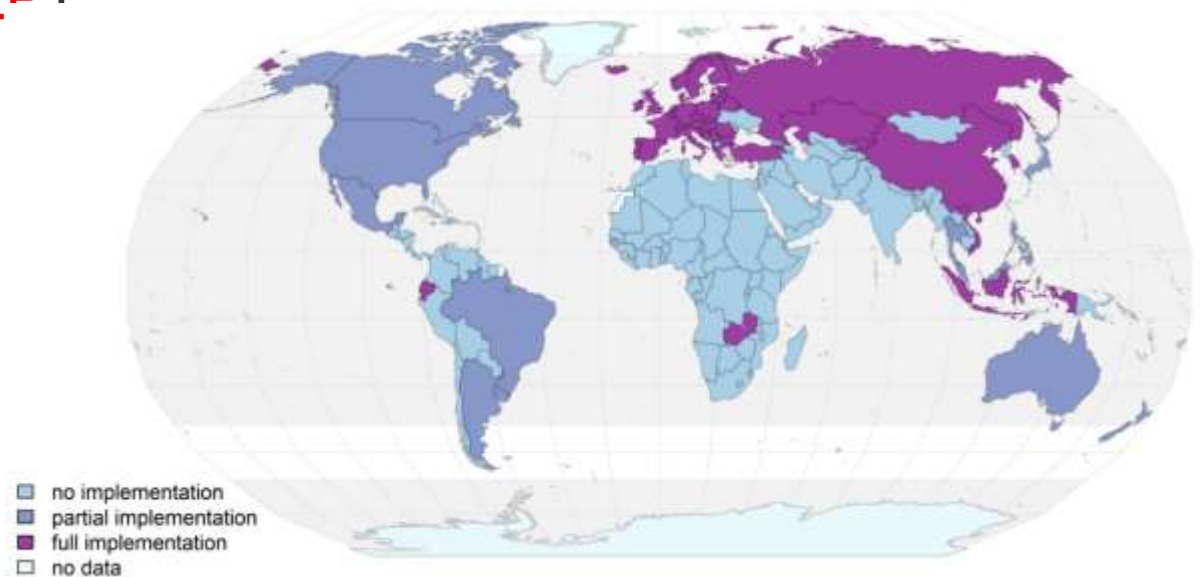 no implementation
partial implementation
full implementation
no data